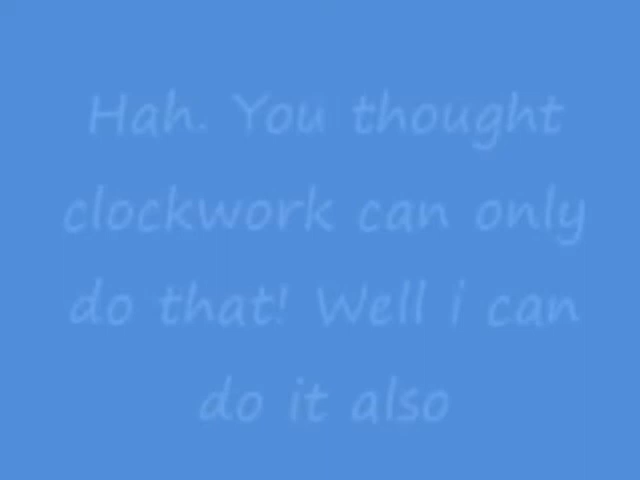 Hah. You thought
clockwork can only
do that! Well i can
do it also